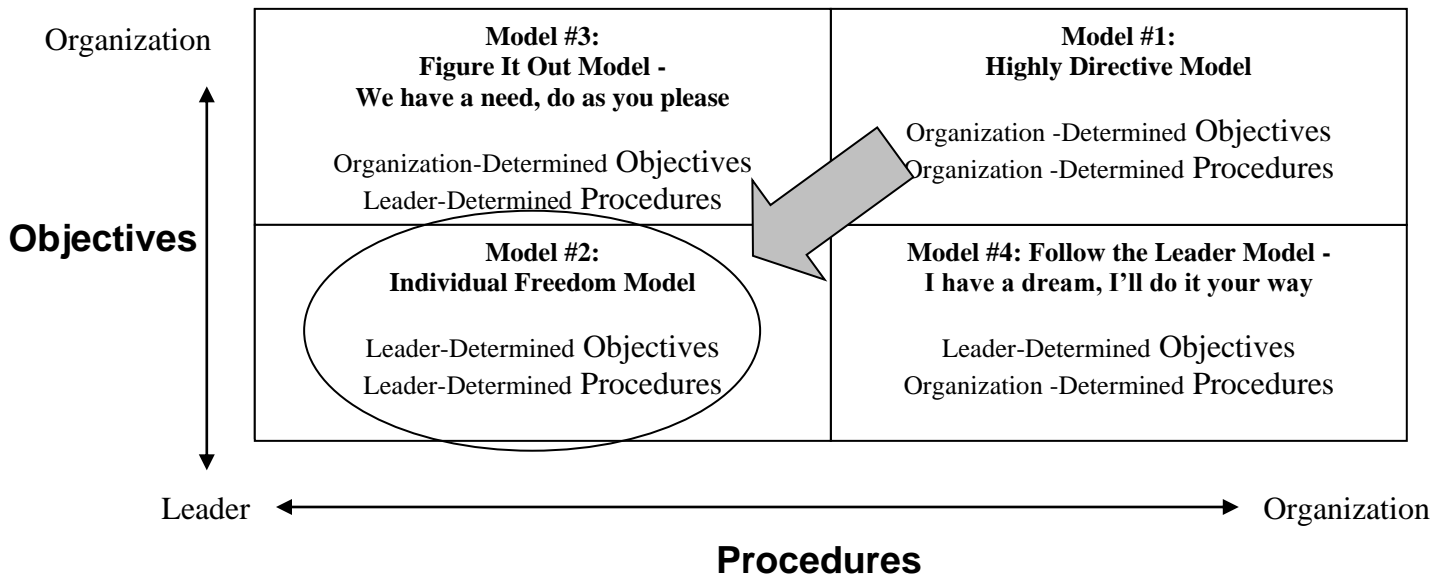 Organization
Model #3:
Figure It Out Model -
We have a need, do as you please
Organization-Determined Objectives
Leader-Determined Procedures
Model #1:
Highly Directive Model
Organization -Determined Objectives
Organization -Determined Procedures
Objectives
Model #2:
Individual Freedom Model
Leader-Determined Objectives
Leader-Determined Procedures
Model #4: Follow the Leader Model -
I have a dream, I’ll do it your way
Leader-Determined Objectives
Organization -Determined Procedures
Leader
Organization
Procedures